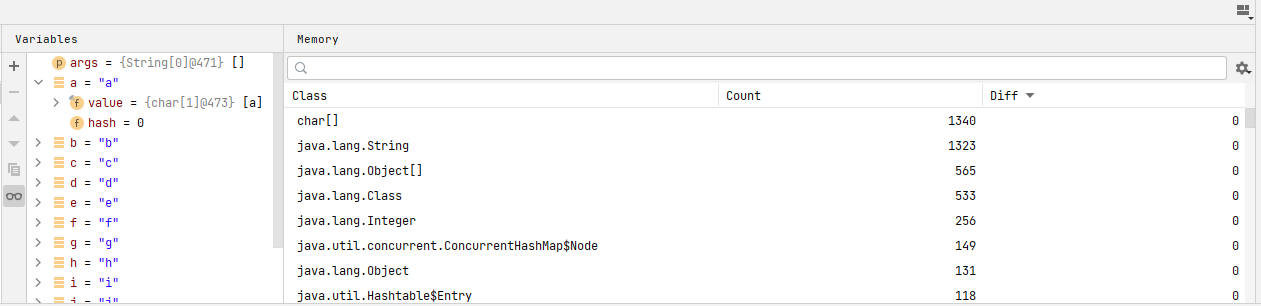 Variables
Memory
p args = {String[0]@471} []
a = "a"
f value = {char[1]@473} [a]
f hash = 0
b = "b"
c = "c"
d = "d"
e = "e"
f = "f"
g = "g"
h = "h"
i = "i"
j = "j"
Class Count Diff
char[] 1340 0
java.lang.String 1323 0
java.lang.Object[] 565 0
java.lang.Class 533 0
java.lang.Integer 256 0
java.util.concurrent.ConcurrentHashMap$Node 149 0
java.lang.Object 131 0
java.util.Hashtable$Entry 118 0